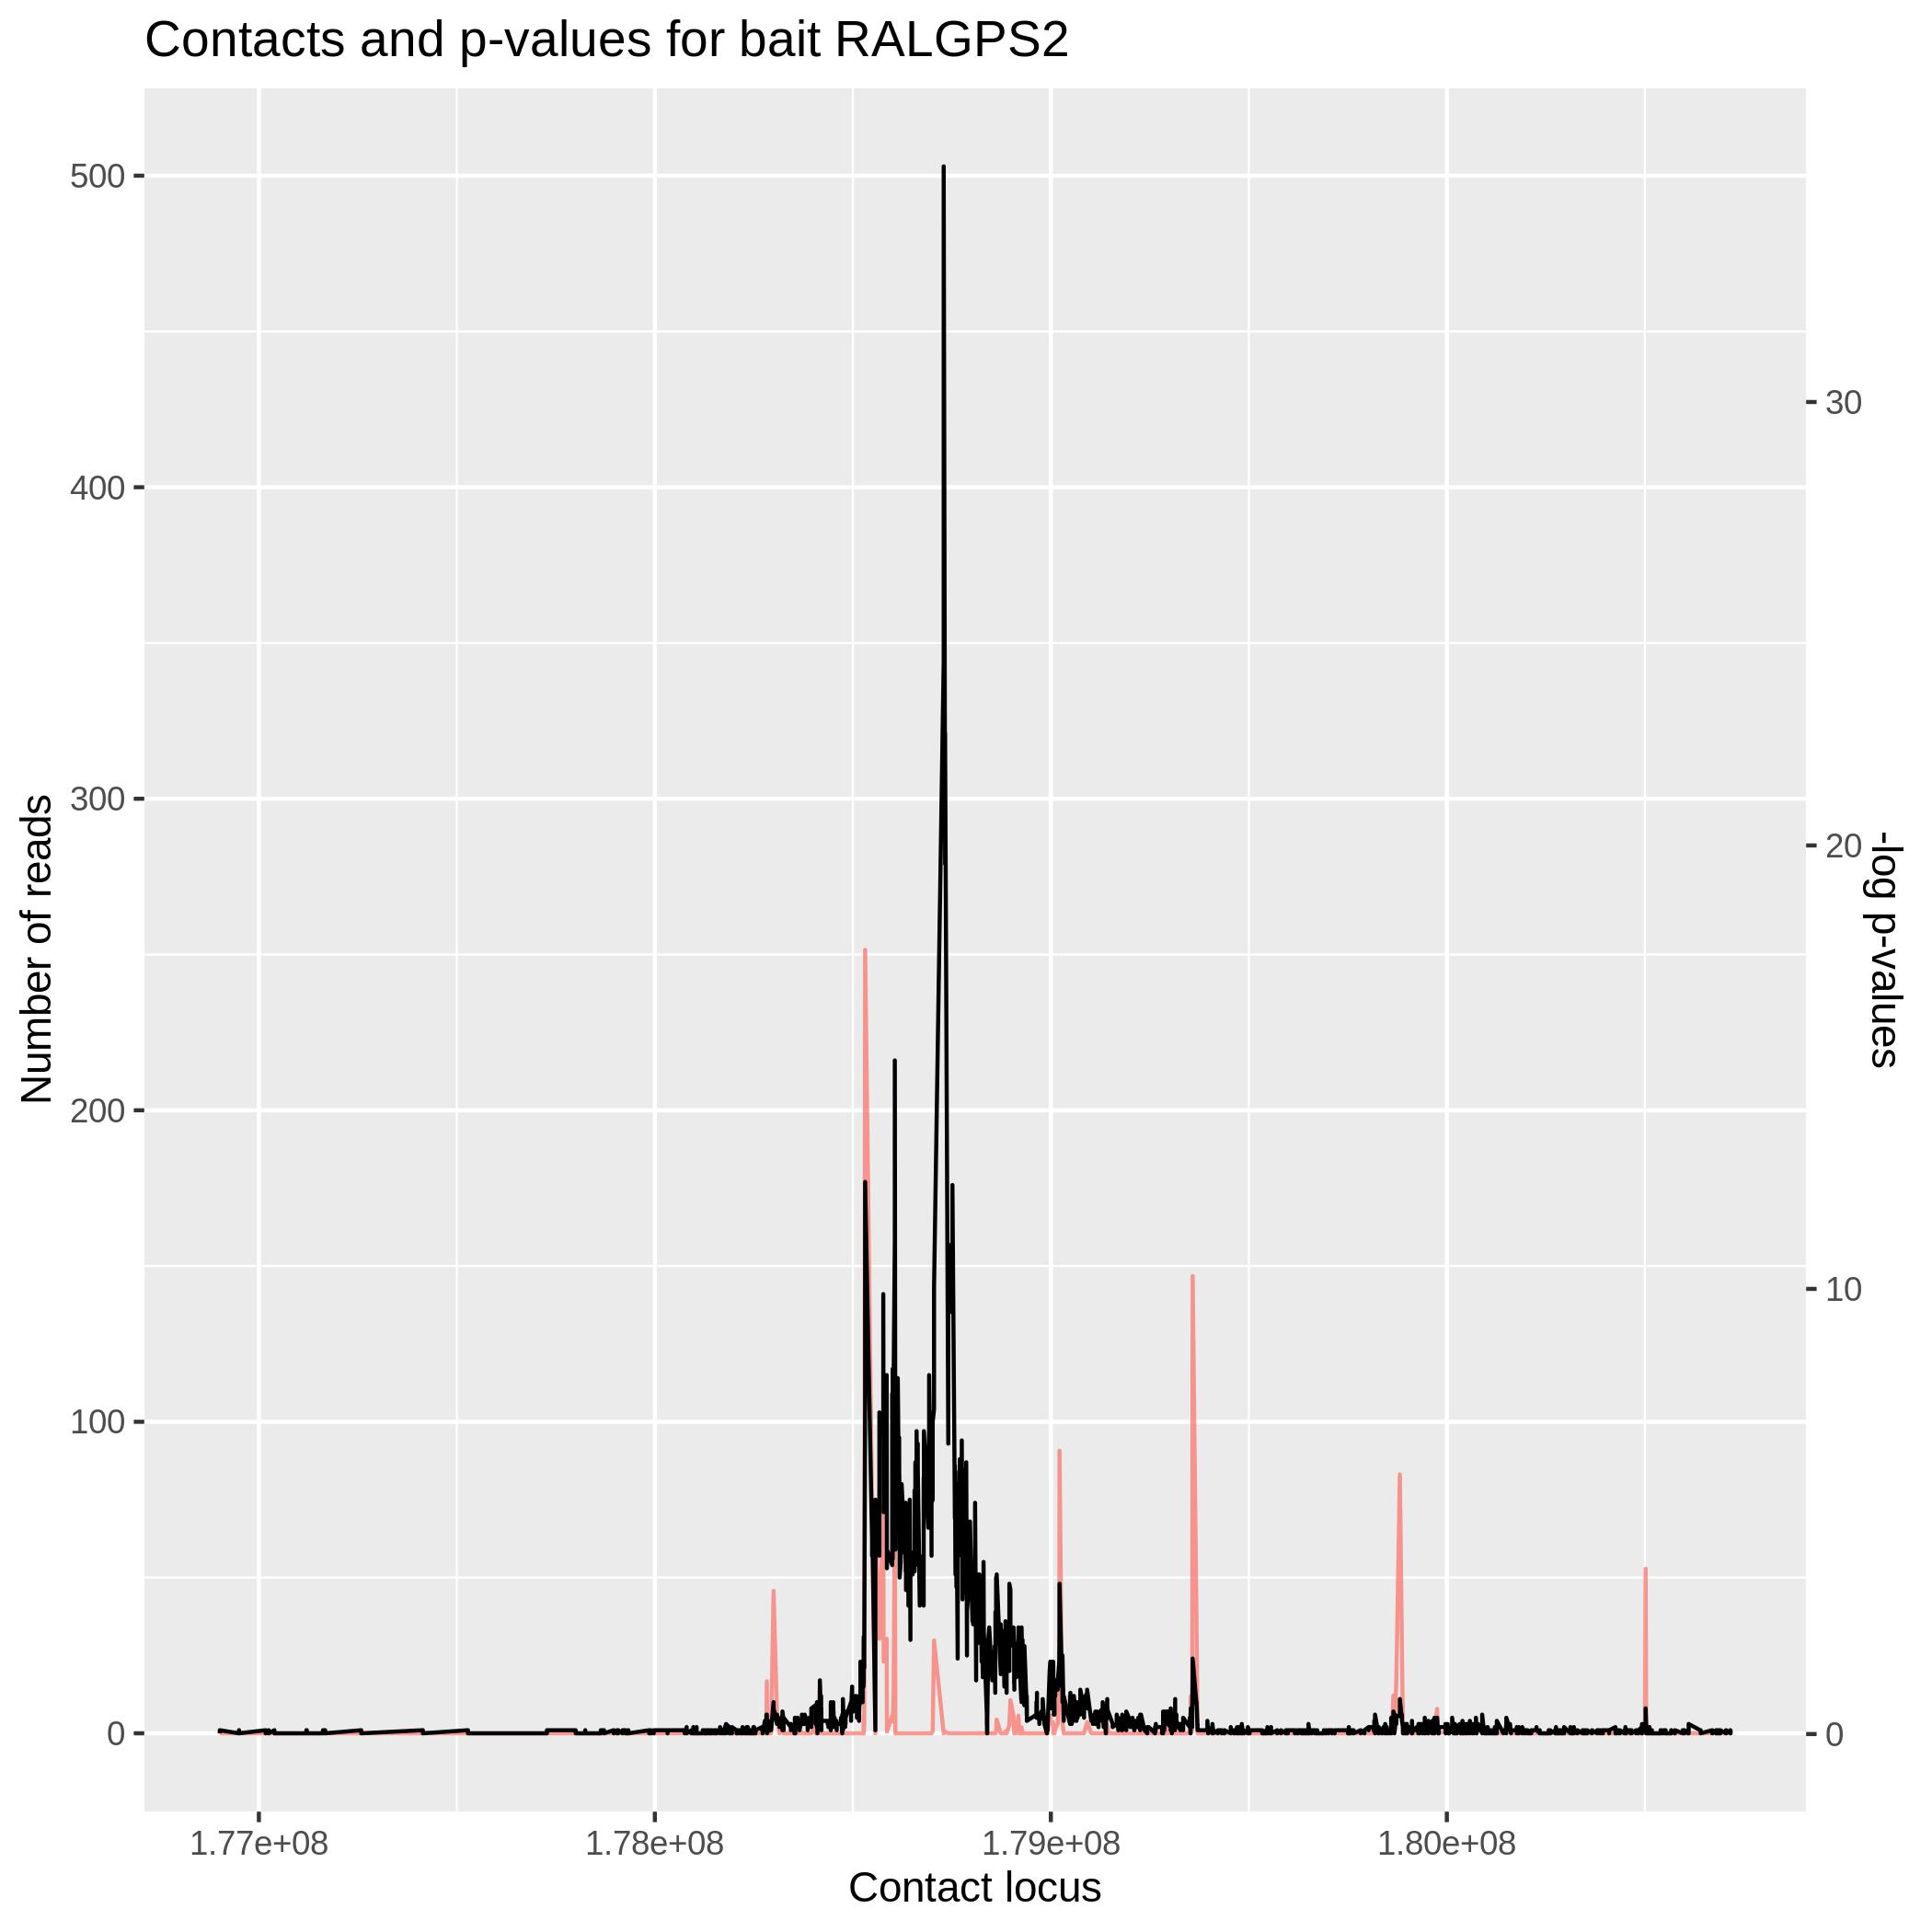 Contacts and p-values for bait RALGPS2
500
400
300
200
100
0
Number of reads
30
20
10
0
-log p-values
1.77e+08
1.78e+08
1.79e+08
1.80e+08
Contact locus